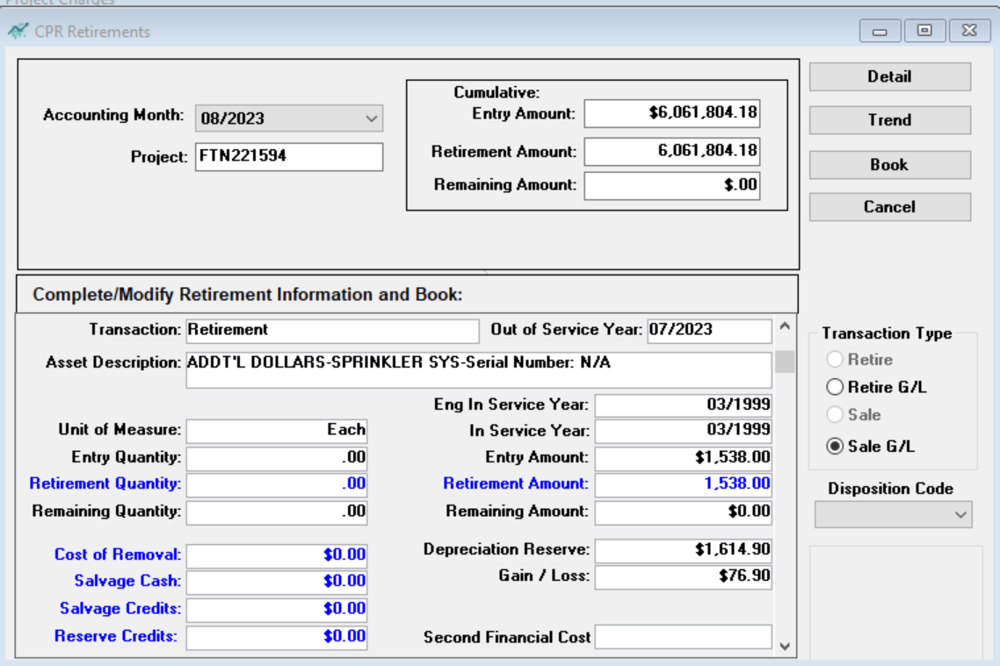 Project Charges
CPR Retirements
Accounting Month: 08/2023
Project: FTN221594
Cumulative:
Entry Amount: $6,061,804.18
Retirement Amount: 6,061,804.18
Remaining Amount: $.00
Detail
Trend
Book
Cancel
Complete/Modify Retirement Information and Book:
Transaction: Retirement Out of Service Year: 07/2023
Asset Description: ADDT'L DOLLARS-SPRINKLER SYS-Serial Number: N/A
Eng In Service Year: 03/1999
Unit of Measure: Each In Service Year: 03/1999
Entry Quantity: .00 Entry Amount: $1,538.00
Retirement Quantity: .00 Retirement Amount: 1,538.00
Remaining Quantity: .00 Remaining Amount: $0.00
Cost of Removal: $0.00 Depreciation Reserve: $1,614.90
Salvage Cash: $0.00 Gain / Loss: $76.90
Salvage Credits: $0.00
Reserve Credits: $0.00 Second Financial Cost
Transaction Type
Retire
Retire G/L
Sale
Sale G/L
Disposition Code